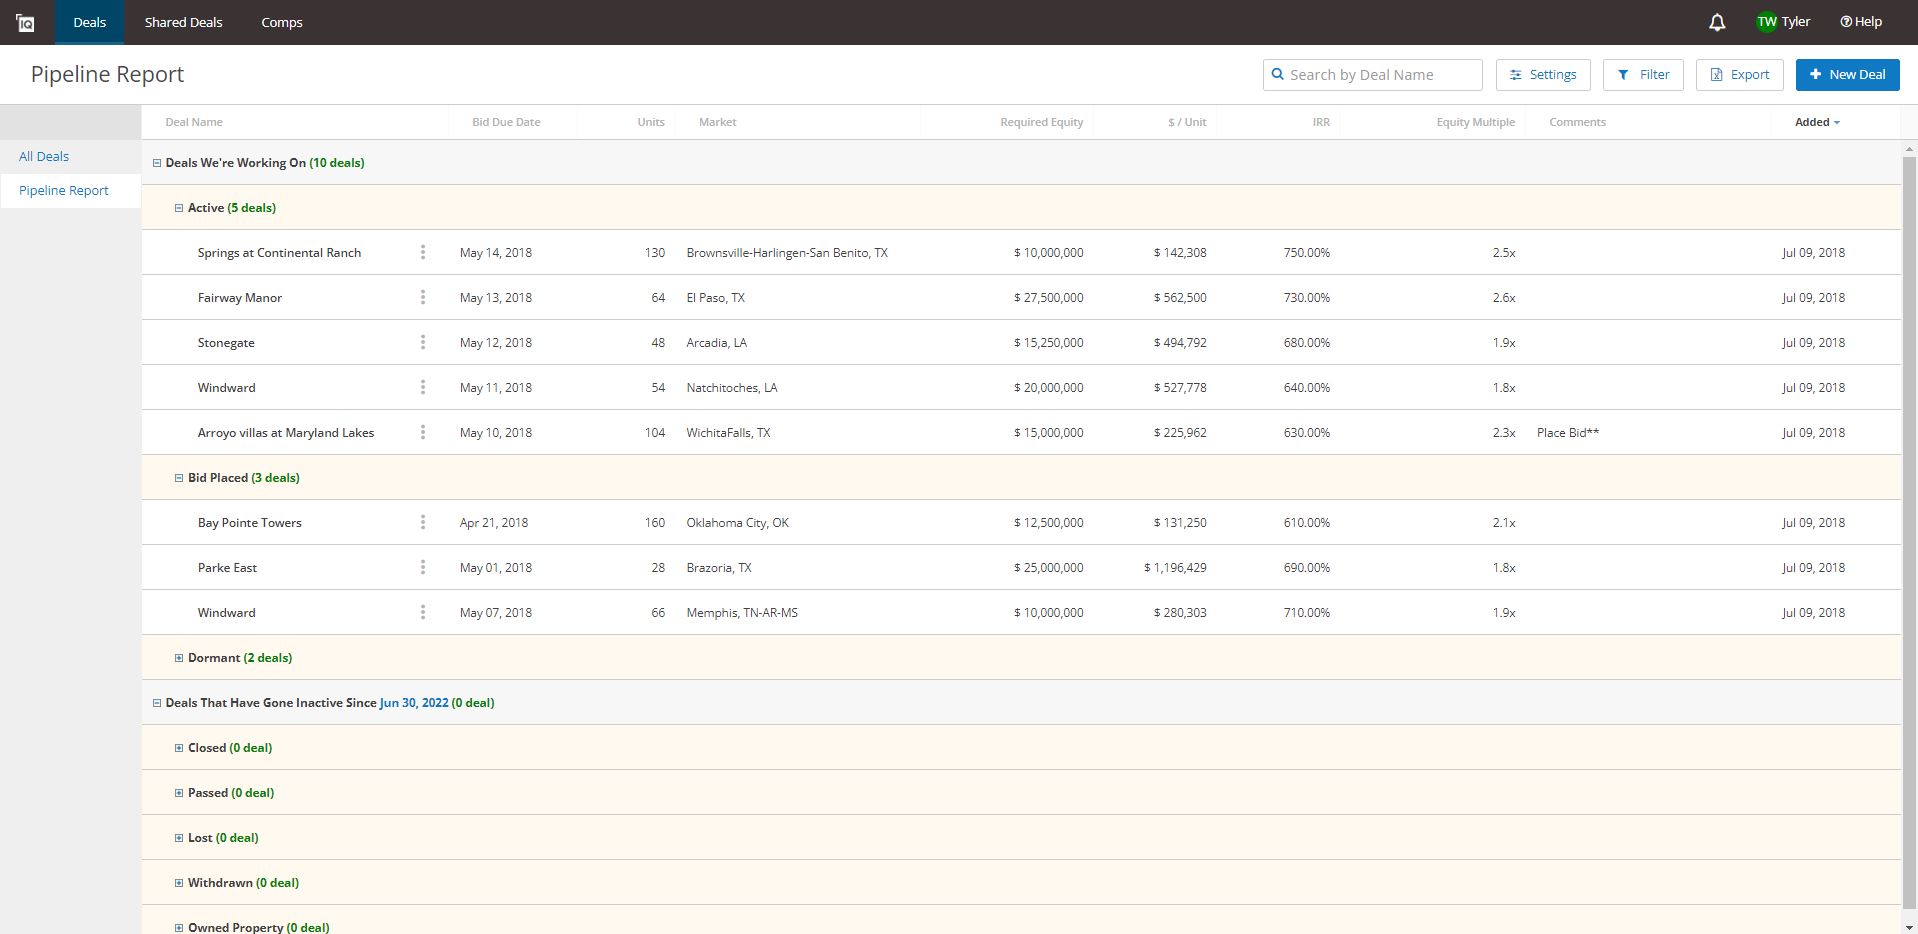 IQ Deals Shared Deals Comps TW Tyler Help
Pipeline Report Search by Deal Name Settings Filter Export New Deal
Deal Name Bid Due Date Units Market Required Equity $ / Unit IRR Equity Multiple Comments Added
All Deals
Pipeline Report
Deals We're Working On (10 deals)
Active (5 deals)
Springs at Continental Ranch May 14, 2018 130 Brownsville-Harlingen-San Benito, TX $ 10,000,000 $ 142,308 750.00% 2.5x Jul 09, 2018
Fairway Manor May 13, 2018 64 El Paso, TX $ 27,500,000 $ 562,500 730.00% 2.6x Jul 09, 2018
Stonegate May 12, 2018 48 Arcadia, LA $ 15,250,000 $ 494,792 680.00% 1.9x Jul 09, 2018
Windward May 11, 2018 54 Natchitoches, LA $ 20,000,000 $ 527,778 640.00% 1.8x Jul 09, 2018
Arroyo villas at Maryland Lakes May 10, 2018 104 WichitaFalls, TX $ 15,000,000 $ 225,962 630.00% 2.3x Place Bid** Jul 09, 2018
Bid Placed (3 deals)
Bay Pointe Towers Apr 21, 2018 160 Oklahoma City, OK $ 12,500,000 $ 131,250 610.00% 2.1x Jul 09, 2018
Parke East May 01, 2018 28 Brazoria, TX $ 25,000,000 $ 1,196,429 690.00% 1.8x Jul 09, 2018
Windward May 07, 2018 66 Memphis, TN-AR-MS $ 10,000,000 $ 280,303 710.00% 1.9x Jul 09, 2018
Dormant (2 deals)
Deals That Have Gone Inactive Since Jun 30, 2022 (0 deal)
Closed (0 deal)
Passed (0 deal)
Lost (0 deal)
Withdrawn (0 deal)
Owned Property (0 deal)